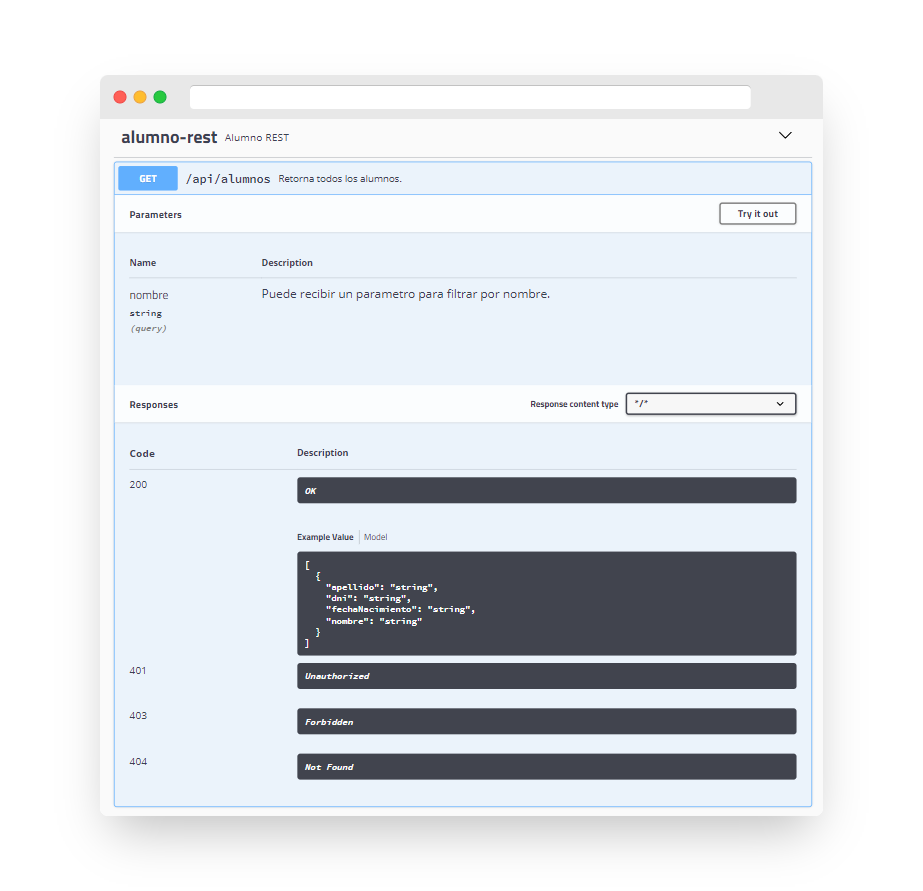 alumno-rest Alumno REST
GET /api/alumnos Retorna todos los alumnos.
Parameters Try it out
Name Description
nombre Puede recibir un parametro para filtrar por nombre.
string
(query)
Responses Response content type */*
Code Description
200 OK
Example Value Model
[
{
"apellido": "string",
"dni": "string",
"fechaNacimiento": "string",
"nombre": "string"
}
]
401 Unauthorized
403 Forbidden
404 Not Found